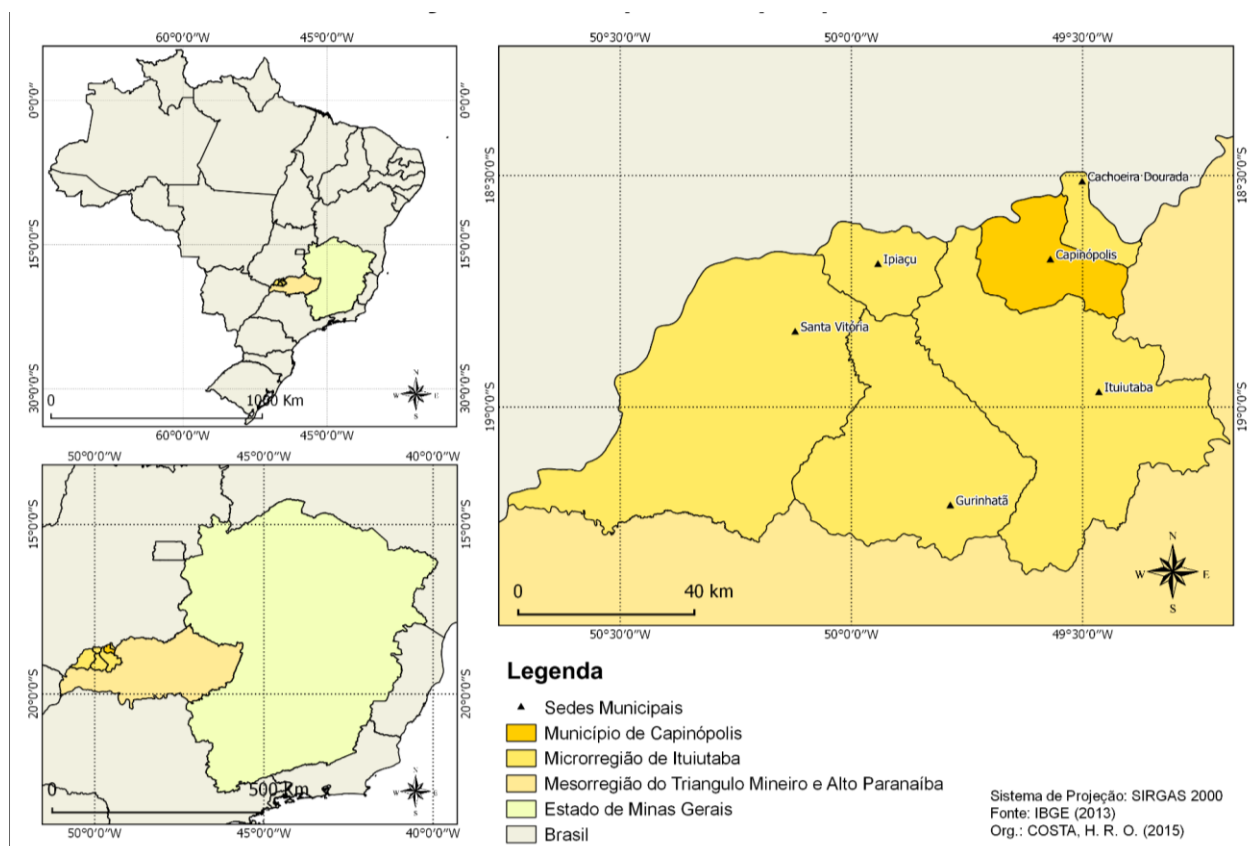 60°0'0"W 45°0'0"W
0°0'0"
0°0'0"
15°0'0"S
15°0'0"S
30°0'0"S
30°0'0"S
N
W E
S
0 1000 Km
60°0'0"W 45°0'0"W
50°0'0"W 45°0'0"W 40°0'0"W
15°0'0"S
15°0'0"S
20°0'0"S
20°0'0"S
N
W E
S
0 500 Km
50°0'0"W 45°0'0"W 40°0'0"W
50°30'0"W 50°0'0"W 49°30'0"W
18°30'0"S
18°30'0"S
Cachoeira Dourada
Capinópolis
Ipiaçu
Santa Vitória
Ituiutaba
19°0'0"S
19°0'0"S
Gurinhatã
N
W E
S
0 40 km
50°30'0"W 50°0'0"W 49°30'0"W
Legenda
Sedes Municipais
Município de Capinópolis
Microrregião de Ituiutaba
Mesorregião do Triangulo Mineiro e Alto Paranaíba
Estado de Minas Gerais
Brasil
Sistema de Projeção: SIRGAS 2000
Fonte: IBGE (2013)
Org.: COSTA, H. R. O. (2015)